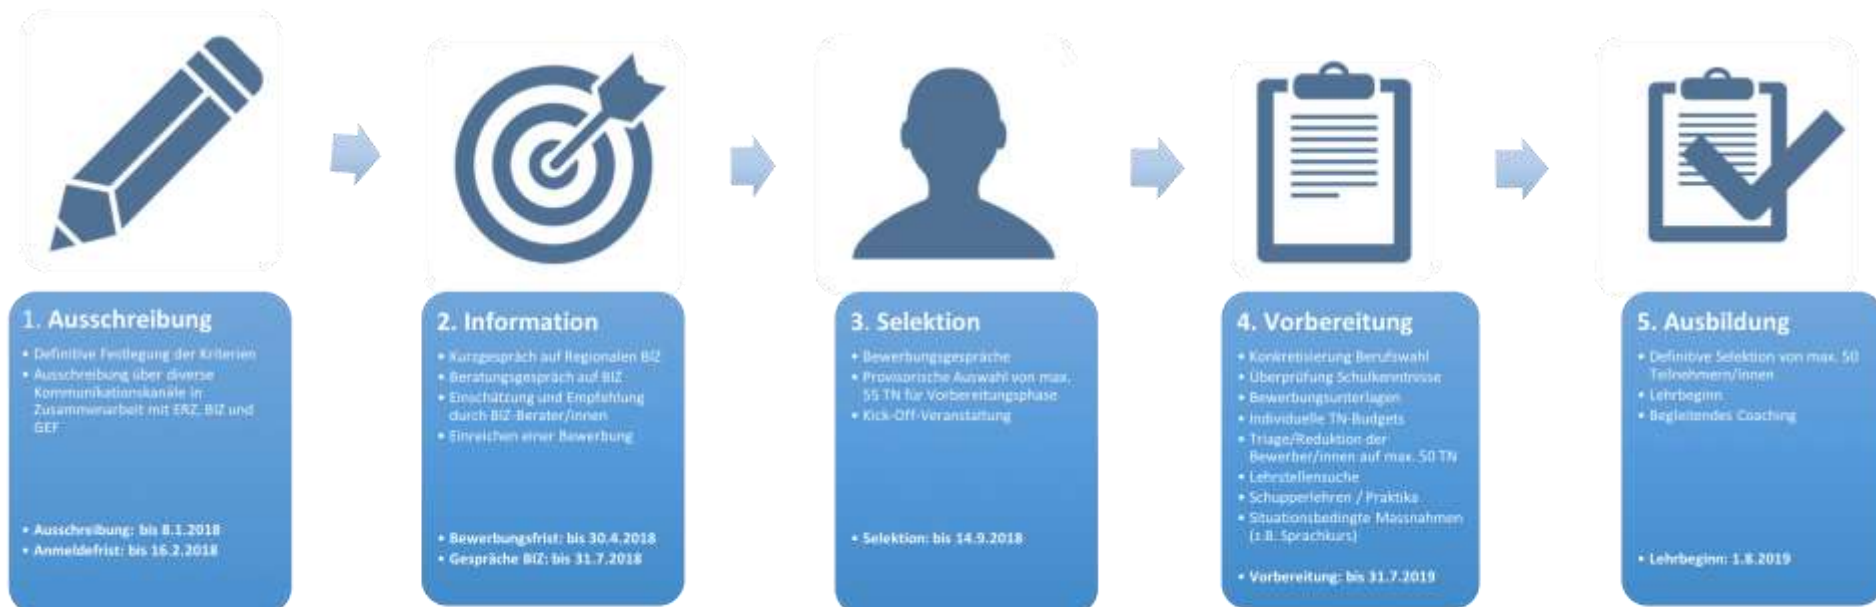 1. Ausschreibung
• Definitive Festlegung der Kriterien
• Ausschreibung über diverse
Kommunikationskanäle in
Zusammenarbeit mit ERZ, BIZ und
GEF
• Ausschreibung: bis 8.1.2018
• Anmeldefrist: bis 16.2.2018
2. Information
• Kurzgespräch auf Regionalen BIZ
• Beratungsgespräch auf BIZ
• Einschätzung und Empfehlung
durch BIZ-Berater/innen
• Einreichen einer Bewerbung
• Bewerbungsfrist: bis 30.4.2018
• Gespräche BIZ: bis 31.7.2018
3. Selektion
• Bewerbungsgespräche
• Provisorische Auswahl von max.
55 TN für Vorbereitungsphase
• Kick-Off-Veranstaltung
• Selektion: bis 14.9.2018
4. Vorbereitung
• Konkretisierung Berufswahl
• Überprüfung Schulkenntnisse
• Bewerbungsunterlagen
• Individuelle TN-Budgets
• Triage/Reduktion der
Bewerber/innen auf max. 50 TN
• Lehrstellensuche
• Schupperlehren / Praktika
• Situationsbedingte Massnahmen
(z.B. Sprachkurs)
• Vorbereitung: bis 31.7.2019
5. Ausbildung
• Definitive Selektion von max. 50
Teilnehmern/innen
• Lehrbeginn
• Begleitendes Coaching
• Lehrbeginn: 1.8.2019